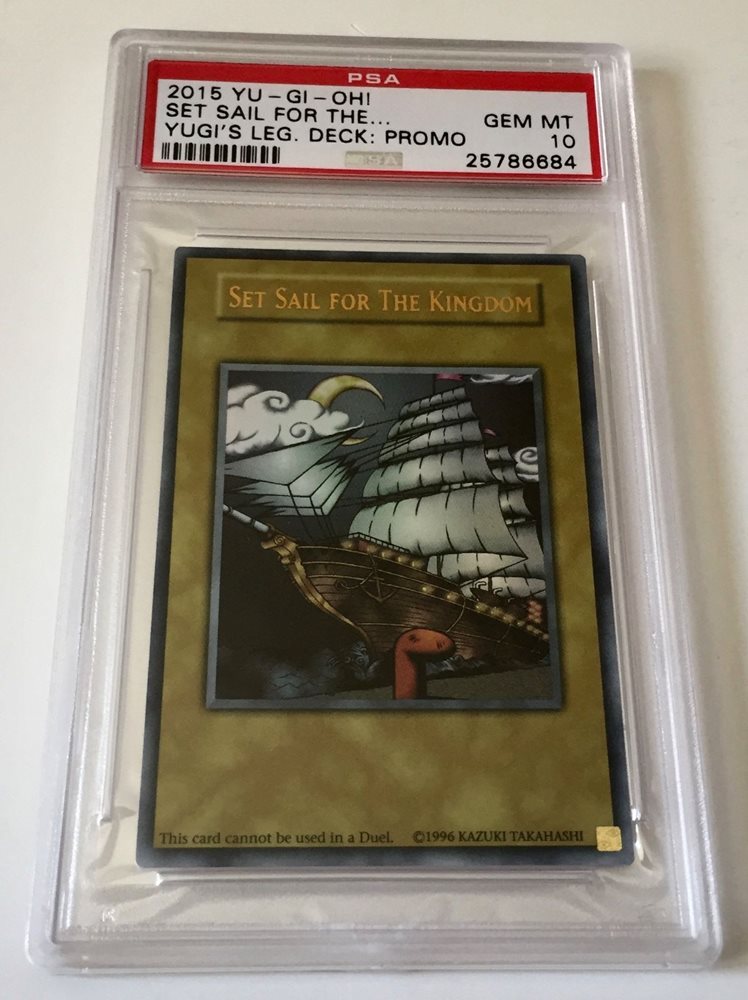 PSA
2015 YU-GI-OH!
SET SAIL FOR THE...
YUGI'S LEG. DECK: PROMO
GEM MT
10
25786684
PSA
SET SAIL FOR THE KINGDOM
This card cannot be used in a Duel. ©1996 KAZUKI TAKAHASHI